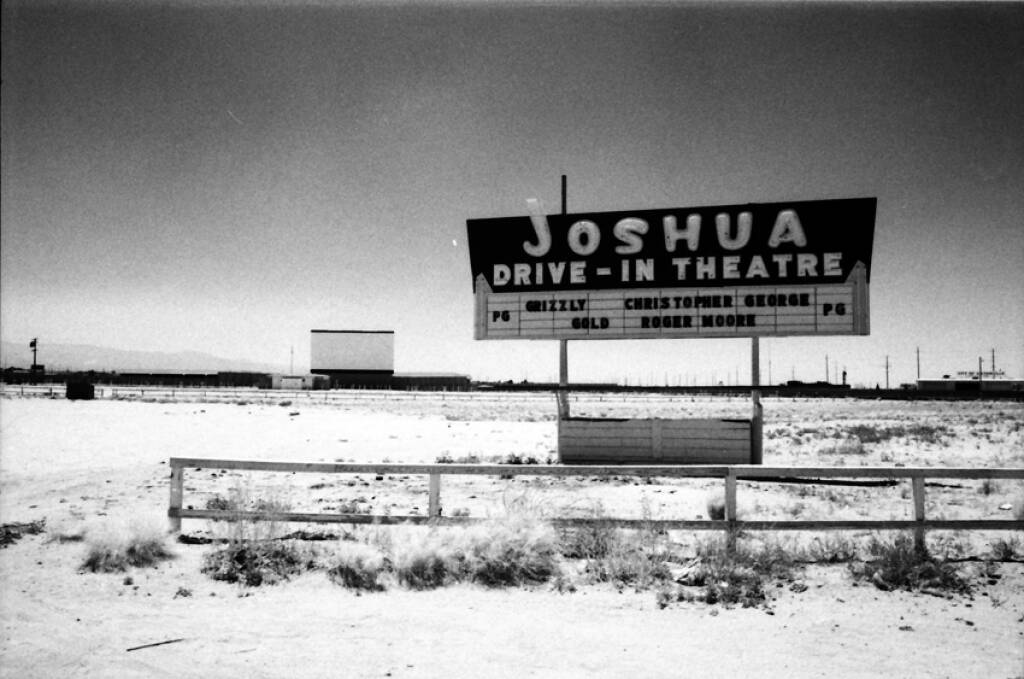 JOSHUA
DRIVE-IN THEATRE
PG GRIZZLY CHRISTOPHER GEORGE PG
GOLD ROGER MOORE